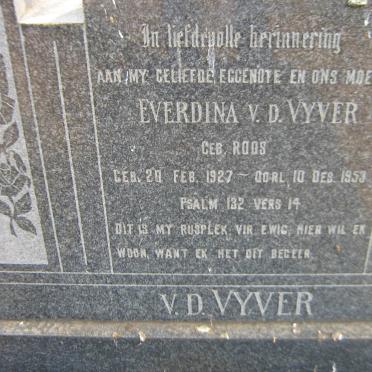 In liefdevolle herinnering
AAN MY GELIEFDE EGGENOTE EN ONS MOE
EVERDINA V. D. VYVER
GEB. ROOS
GEB. 20 FEB. 1927 ~ OORL. 10 DES. 1953
PSALM 132 VERS 14
DIT IS MY RUSPLEK VIR EWIG, HIER WIL EK
WOON, WANT EK HET DIT BEGEER.
V. D. VYVER